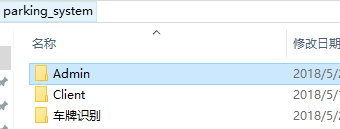 parking_system
名称 修改日期
Admin 2018/5/2
Client 2018/5/
车牌识别 2018/5/2